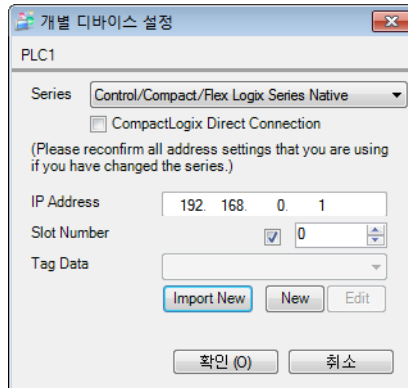 개별 디바이스 설정
PLC1
Series Control/Compact/Flex Logix Series Native
CompactLogix Direct Connection
(Please reconfirm all address settings that you are using
if you have changed the series.)
IP Address 192. 168. 0. 1
Slot Number 0
Tag Data
Import New New Edit
확인 (O) 취소